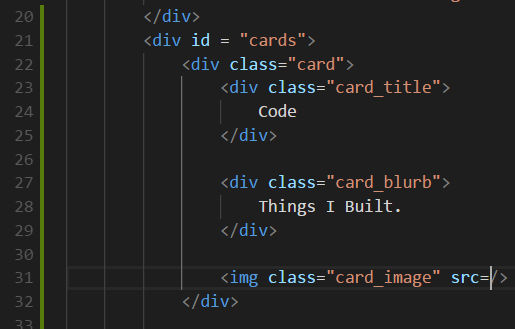 20 </div>
21 <div id = "cards">
22 <div class="card">
23 <div class="card_title">
24 Code
25 </div>
26
27 <div class="card_blurb">
28 Things I Built.
29 </div>
30
31 <img class="card_image" src=/>
32 </div>
33